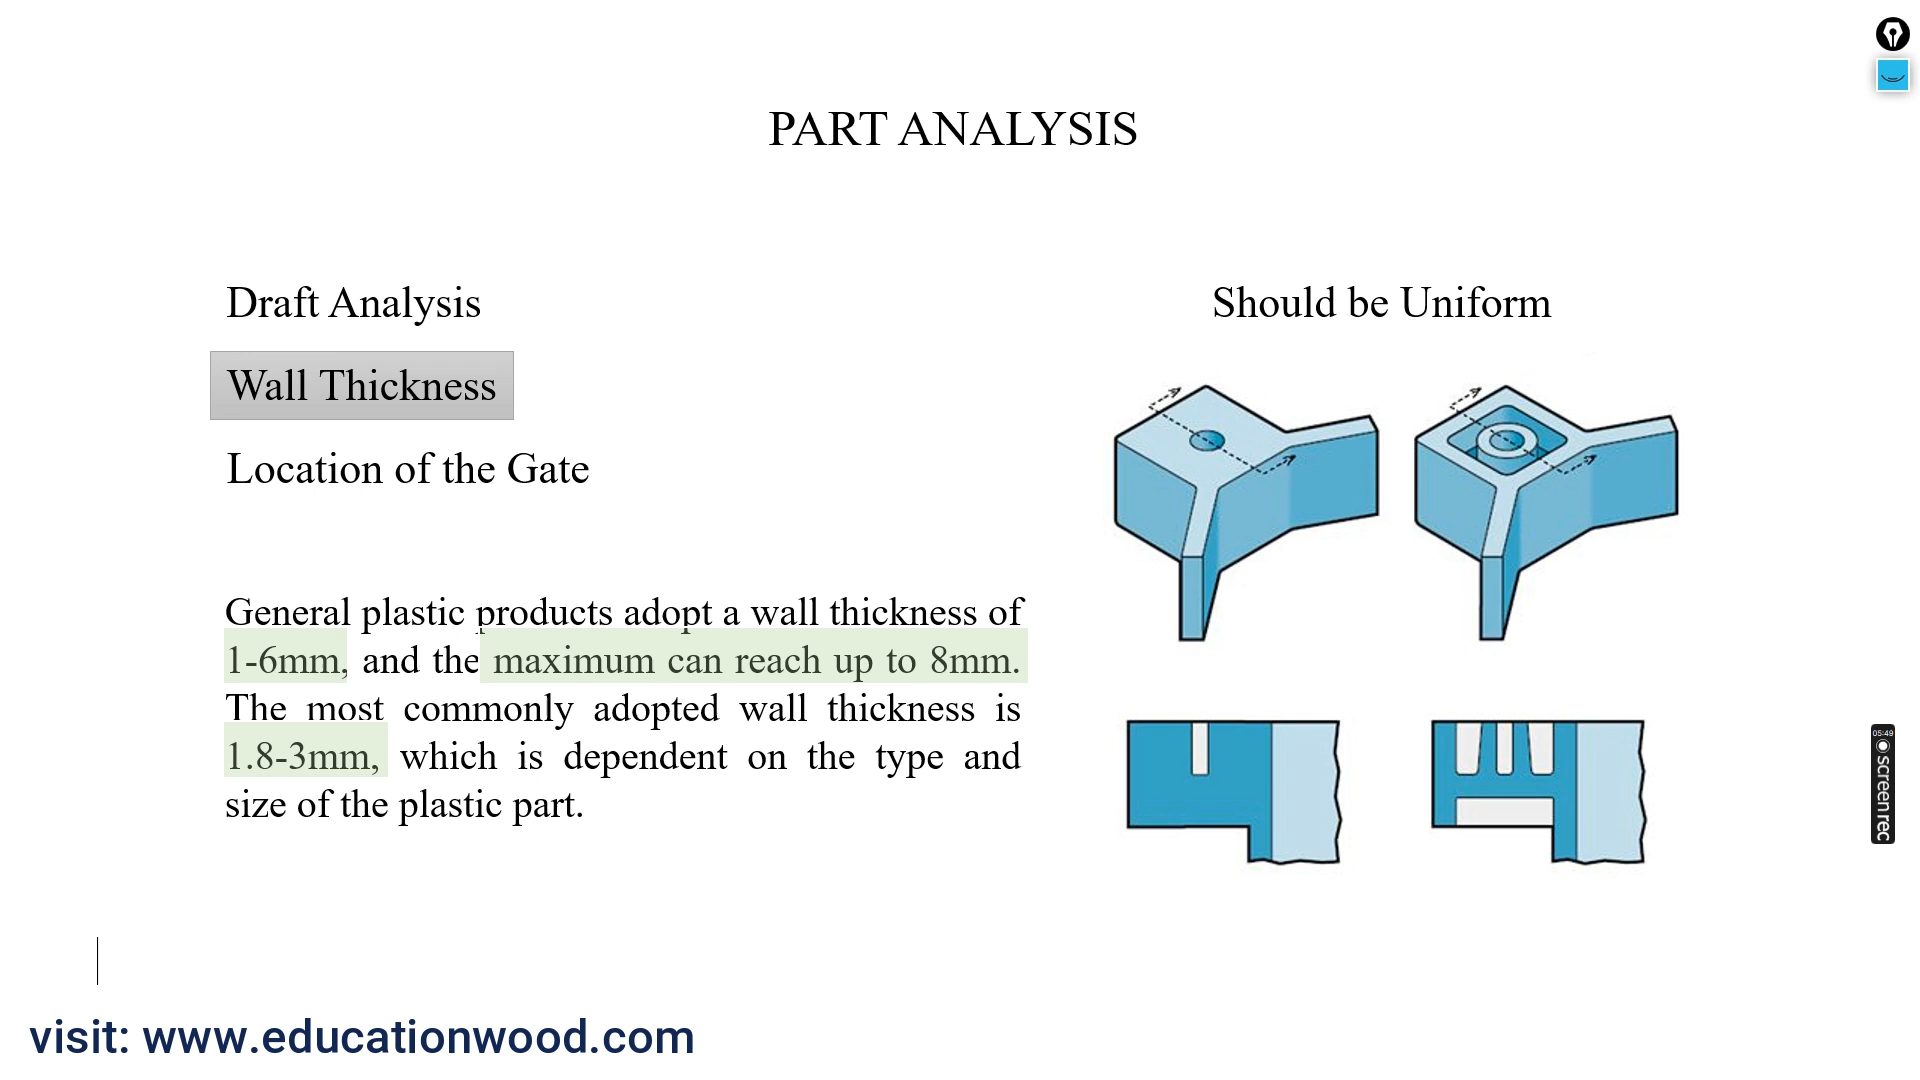 PART ANALYSIS
Draft Analysis
Wall Thickness
Location of the Gate
General plastic products adopt a wall thickness of
1-6mm, and the maximum can reach up to 8mm.
The most commonly adopted wall thickness is
1.8-3mm, which is dependent on the type and
size of the plastic part.
Should be Uniform
05:49
screenrec
visit: www.educationwood.com